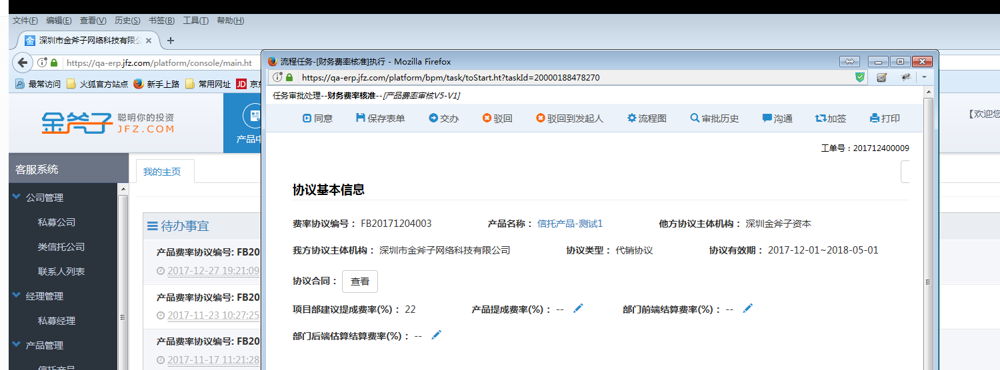 文件(F) 编辑(E) 查看(V) 历史(S) 书签(B) 工具(T) 帮助(H)
深圳市金斧子网络科技有限公
https://qa-erp.jfz.com/platform/console/main.ht
最常访问 火狐官方站点 新手上路 常用网址 JD 京东
金斧子 聪明你的投资
JFZ.COM
产品中
【欢迎您
客服系统
公司管理
私募公司
类信托公司
联系人列表
经理管理
私募经理
产品管理
信托产品
我的主页
待办事宜
产品费率协议编号: FB20
2017-12-27 19:21:09
产品费率协议编号: FB20
2017-11-23 10:27:25
产品费率协议编号: FB20
2017-11-17 11:21:28
流程任务-[财务费率核准]执行 - Mozilla Firefox
https://qa-erp.jfz.com/platform/bpm/task/toStart.ht?taskId=20000188478270
任务审批处理--财务费率核准--[产品费率审核V5-V1]
同意 保存表单 交办 驳回 驳回到发起人 流程图 审批历史 沟通 加签 打印
工单号：201712400009
协议基本信息
费率协议编号： FB20171204003 产品名称： 信托产品-测试1 他方协议主体机构： 深圳金斧子资本
我方协议主体机构： 深圳市金斧子网络科技有限公司 协议类型： 代销协议 协议有效期： 2017-12-01~2018-05-01
协议合同： 查看
项目部建议提成费率(%)： 22 产品提成费率(%)： -- 部门前端结算费率(%)： --
部门后端估算结算费率(%)： --